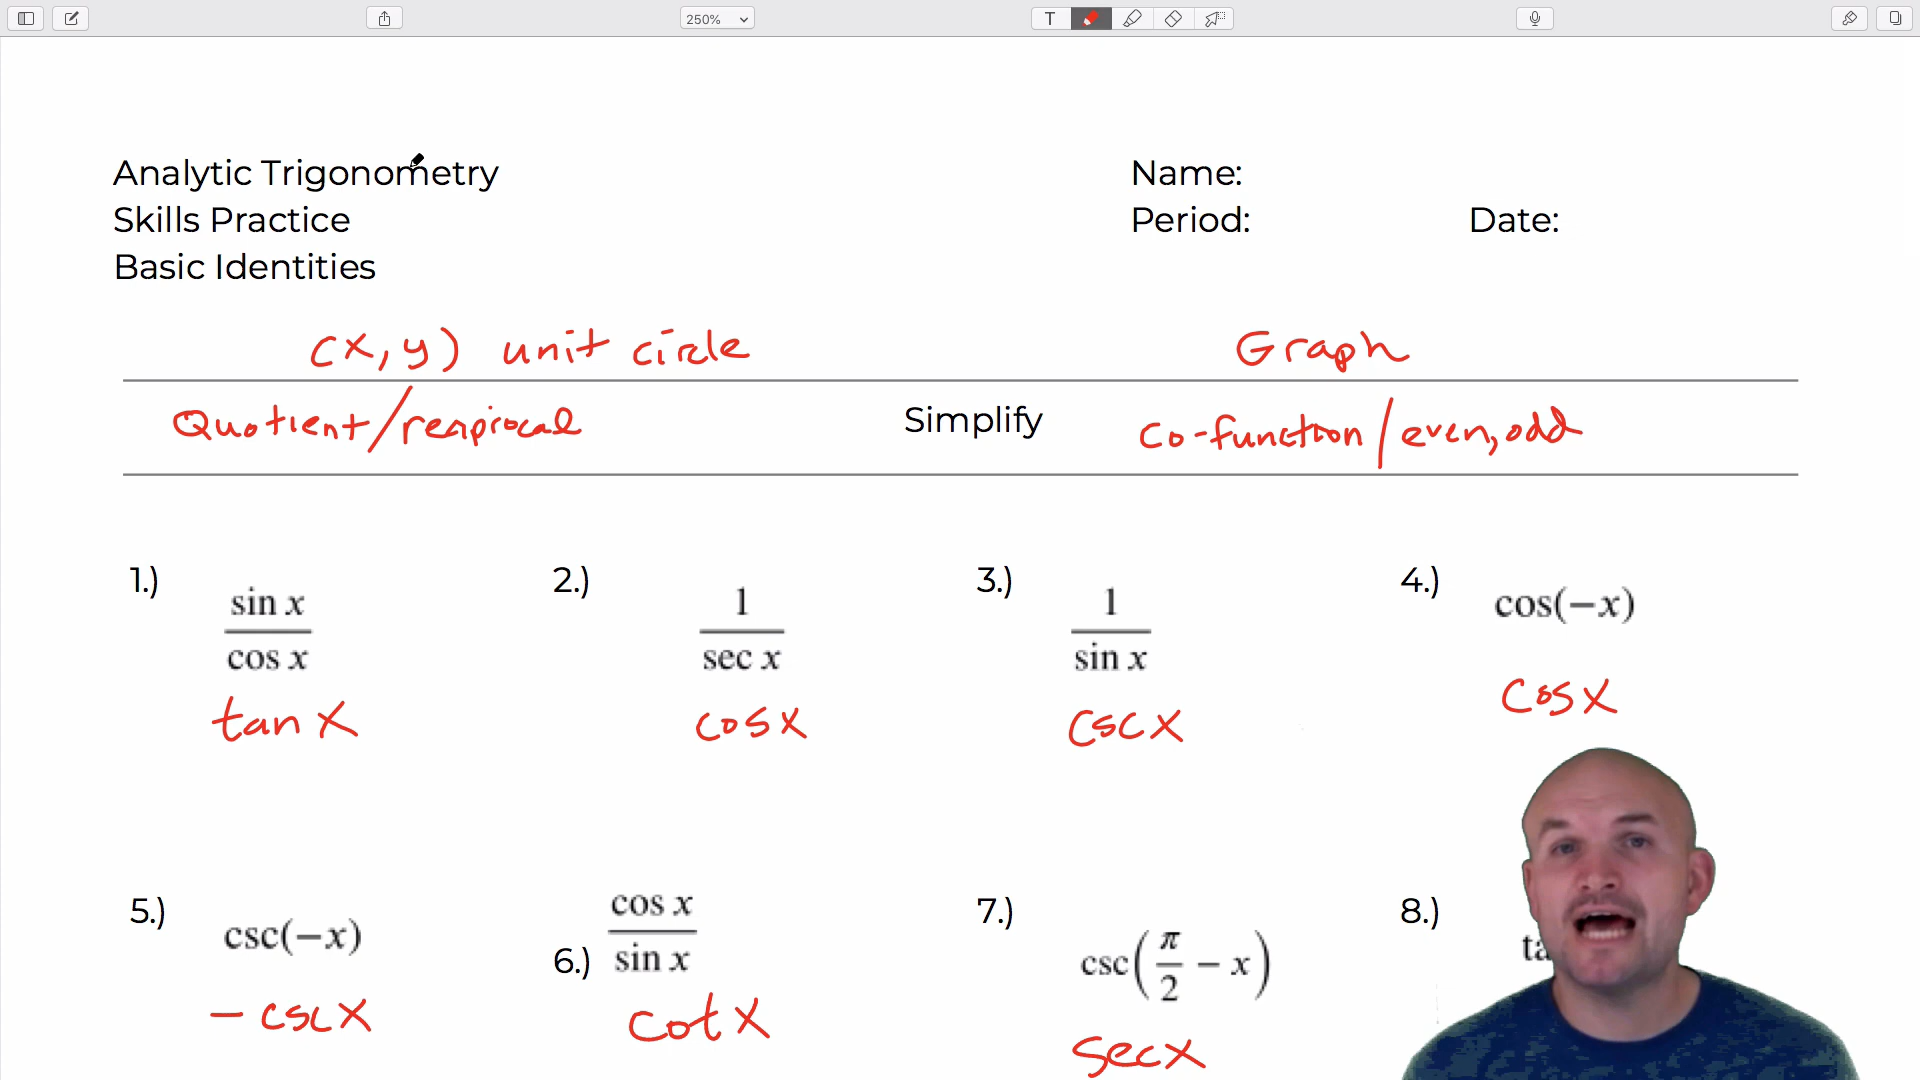 250%
T
Analytic Trigonometry
Skills Practice
Basic Identities
Name:
Period: Date:
(x, y) unit circle
Graph
Quotient/reciprocal
Simplify
Co-function/even, odd
1.) sin x / cos x
tan x
2.) 1 / sec x
cos x
3.) 1 / sin x
csc x
4.) cos(−x)
cos x
5.) csc(−x)
− csc x
6.) cos x / sin x
cot x
7.) csc(π/2 − x)
sec x
8.)